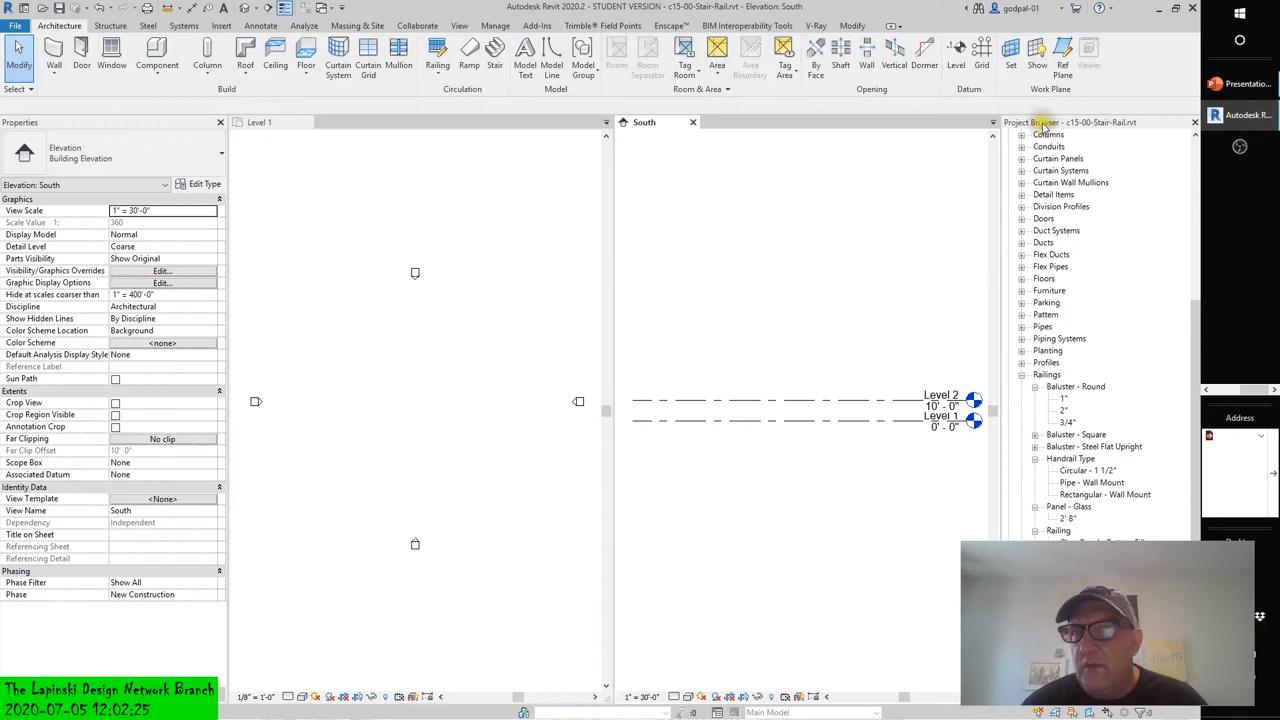 Autodesk Revit 2020.2 - STUDENT VERSION - c15-00-Stair-Rail.rvt - Elevation: South
godpal-01
File Architecture Structure Steel Systems Insert Annotate Analyze Massing & Site Collaborate View Manage Add-Ins Trimble® Field Points Enscape™ BIM Interoperability Tools V-Ray Modify
Modify Wall Door Window Component Column Roof Ceiling Floor Curtain System Curtain Grid Mullion Railing Ramp Stair Model Text Model Line Model Group Room Room Separator Tag Room Area Area Boundary Tag Area By Face Shaft Wall Vertical Dormer Level Grid Set Show Ref Plane Viewer
Select Build Circulation Model Room & Area Opening Datum Work Plane
Presentatio...
Autodesk R...
Properties
Level 1
South
Project Browser - c15-00-Stair-Rail.rvt
Elevation
Building Elevation
Elevation: South
Edit Type
Graphics
View Scale 1" = 30'-0"
Scale Value 1: 360
Display Model Normal
Detail Level Coarse
Parts Visibility Show Original
Visibility/Graphics Overrides Edit...
Graphic Display Options Edit...
Hide at scales coarser than 1" = 400'-0"
Discipline Architectural
Show Hidden Lines By Discipline
Color Scheme Location Background
Color Scheme <none>
Default Analysis Display Style None
Reference Label
Sun Path
Extents
Crop View
Crop Region Visible
Annotation Crop
Far Clipping No clip
Far Clip Offset 10' 0"
Scope Box None
Associated Datum None
Identity Data
View Template <None>
View Name South
Dependency Independent
Title on Sheet
Referencing Sheet
Referencing Detail
Phasing
Phase Filter Show All
Phase New Construction
Level 2
10' - 0"
Level 1
0' - 0"
Columns
Conduits
Curtain Panels
Curtain Systems
Curtain Wall Mullions
Detail Items
Division Profiles
Doors
Duct Systems
Ducts
Flex Ducts
Flex Pipes
Floors
Furniture
Parking
Pattern
Pipes
Piping Systems
Planting
Profiles
Railings
Baluster - Round
1"
2"
3/4"
Baluster - Square
Baluster - Steel Flat Upright
Handrail Type
Circular - 1 1/2"
Pipe - Wall Mount
Rectangular - Wall Mount
Panel - Glass
2' 8"
Railing
Address
The Lapinski Design Network Branch
2020-07-05 12:02:25
1/8" = 1'-0"
1" = 30'-0"
:0
Main Model
:0